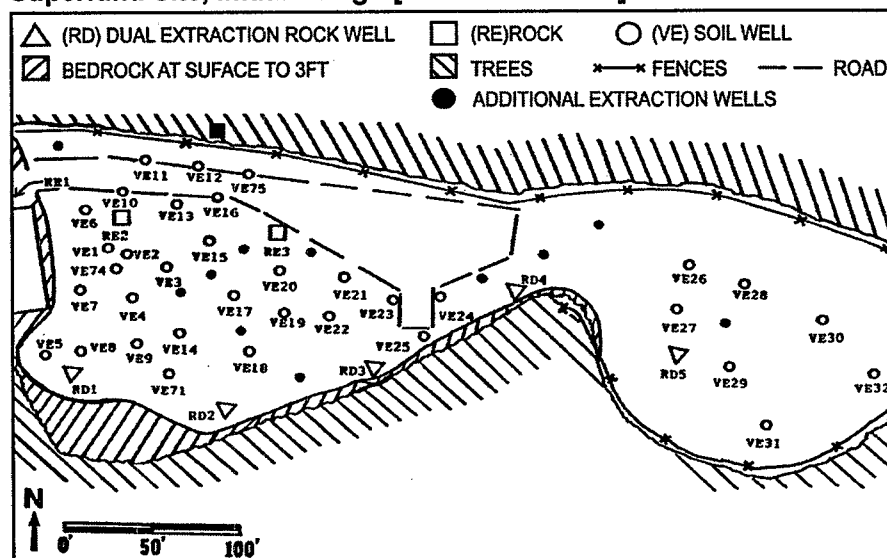 (RD) DUAL EXTRACTION ROCK WELL (RE)ROCK (VE) SOIL WELL
BEDROCK AT SUFACE TO 3FT TREES FENCES ROAD
ADDITIONAL EXTRACTION WELLS
VE11 VE12 VE75
RE1
VE10 VE13 VE16
VE6 RE2
VE1 VE2 VE15 RE3
VE74 VE3 VE20 VE21 RD4 VE26 VE28
VE7 VE4 VE17 VE19 VE22 VE23 VE24 VE27 VE30
VE5 VE8 VE9 VE14 VE18 VE25
RD1 VE71 RD2 RD3 RD5 VE29 VE32
VE31
N
0' 50' 100'